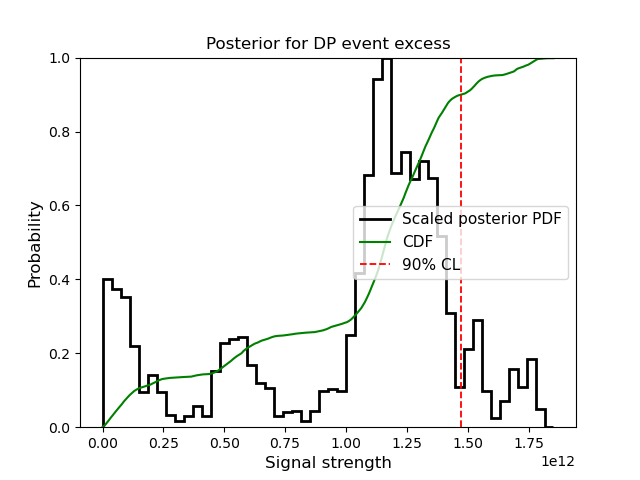 Posterior for DP event excess
Probability
1.0
0.8
0.6
0.4
0.2
0.0
Scaled posterior PDF
CDF
90% CL
0.00 0.25 0.50 0.75 1.00 1.25 1.50 1.75
1e12
Signal strength